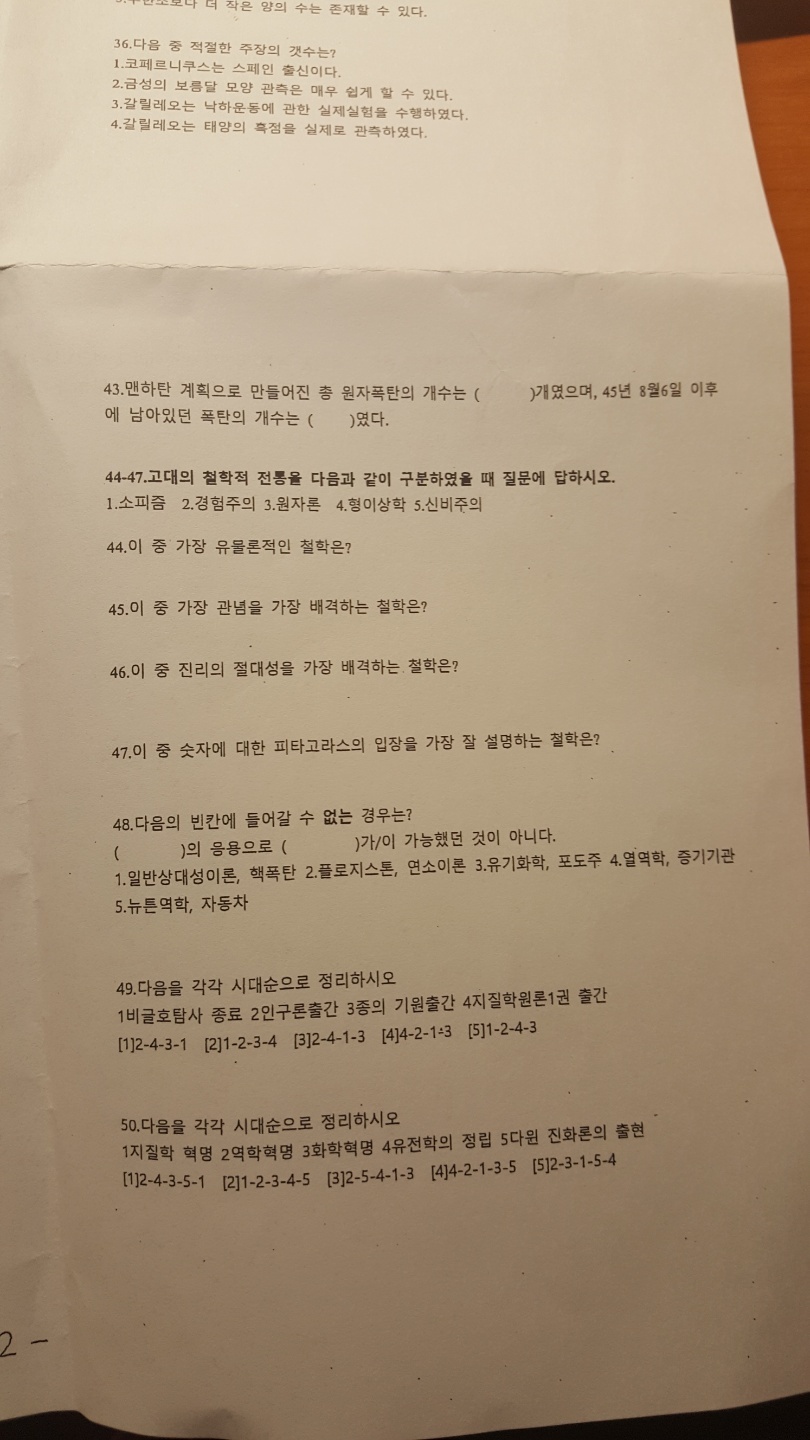 더 작은 양의 수는 존재할 수 있다.
36.다음 중 적절한 주장의 갯수는?
1.코페르니쿠스는 스페인 출신이다.
2.금성의 보름달 모양 관측은 매우 쉽게 할 수 있다.
3.갈릴레오는 낙하운동에 관한 실제실험을 수행하였다.
4.갈릴레오는 태양의 흑점을 실제로 관측하였다.
43.맨하탄 계획으로 만들어진 총 원자폭탄의 개수는 ( )개였으며, 45년 8월6일 이후
에 남아있던 폭탄의 개수는 ( )였다.
44-47.고대의 철학적 전통을 다음과 같이 구분하였을 때 질문에 답하시오.
1.소피즘 2.경험주의 3.원자론 4.형이상학 5.신비주의
44.이 중 가장 유물론적인 철학은?
45.이 중 가장 관념을 가장 배격하는 철학은?
46.이 중 진리의 절대성을 가장 배격하는 철학은?
47.이 중 숫자에 대한 피타고라스의 입장을 가장 잘 설명하는 철학은?
48.다음의 빈칸에 들어갈 수 없는 경우는?
( )의 응용으로 ( )가/이 가능했던 것이 아니다.
1.일반상대성이론, 핵폭탄 2.플로지스톤, 연소이론 3.유기화학, 포도주 4.열역학, 증기기관
5.뉴튼역학, 자동차
49.다음을 각각 시대순으로 정리하시오
1비글호탐사 종료 2인구론출간 3종의 기원출간 4지질학원론1권 출간
[1]2-4-3-1 [2]1-2-3-4 [3]2-4-1-3 [4]4-2-1-3 [5]1-2-4-3
50.다음을 각각 시대순으로 정리하시오
1지질학 혁명 2역학혁명 3화학혁명 4유전학의 정립 5다윈 진화론의 출현
[1]2-4-3-5-1 [2]1-2-3-4-5 [3]2-5-4-1-3 [4]4-2-1-3-5 [5]2-3-1-5-4
2 -